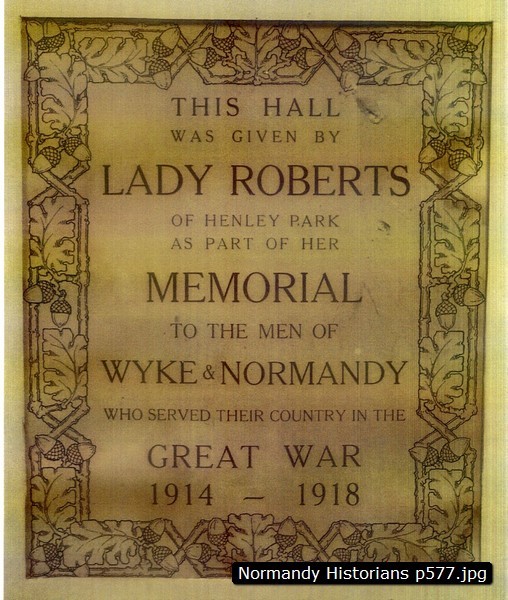 THIS HALL
WAS GIVEN BY
LADY ROBERTS
OF HENLEY PARK
AS PART OF HER
MEMORIAL
TO THE MEN OF
WYKE & NORMANDY
WHO SERVED THEIR COUNTRY IN THE
GREAT WAR
1914 – 1918
Normandy Historians p577.jpg